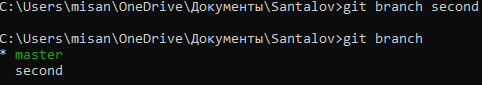 C:\Users\misan\OneDrive\Документы\Santalov>git branch second
C:\Users\misan\OneDrive\Документы\Santalov>git branch
* master
  second